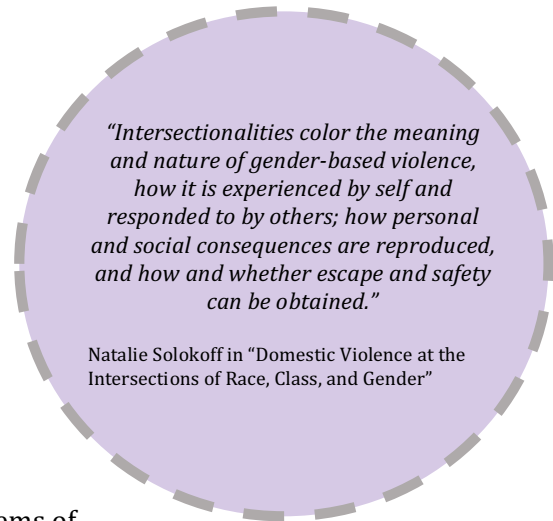 “Intersectionalities color the meaning
and nature of gender-based violence,
how it is experienced by self and
responded to by others; how personal
and social consequences are reproduced,
and how and whether escape and safety
can be obtained.”
Natalie Solokoff in “Domestic Violence at the
Intersections of Race, Class, and Gender”
ems of